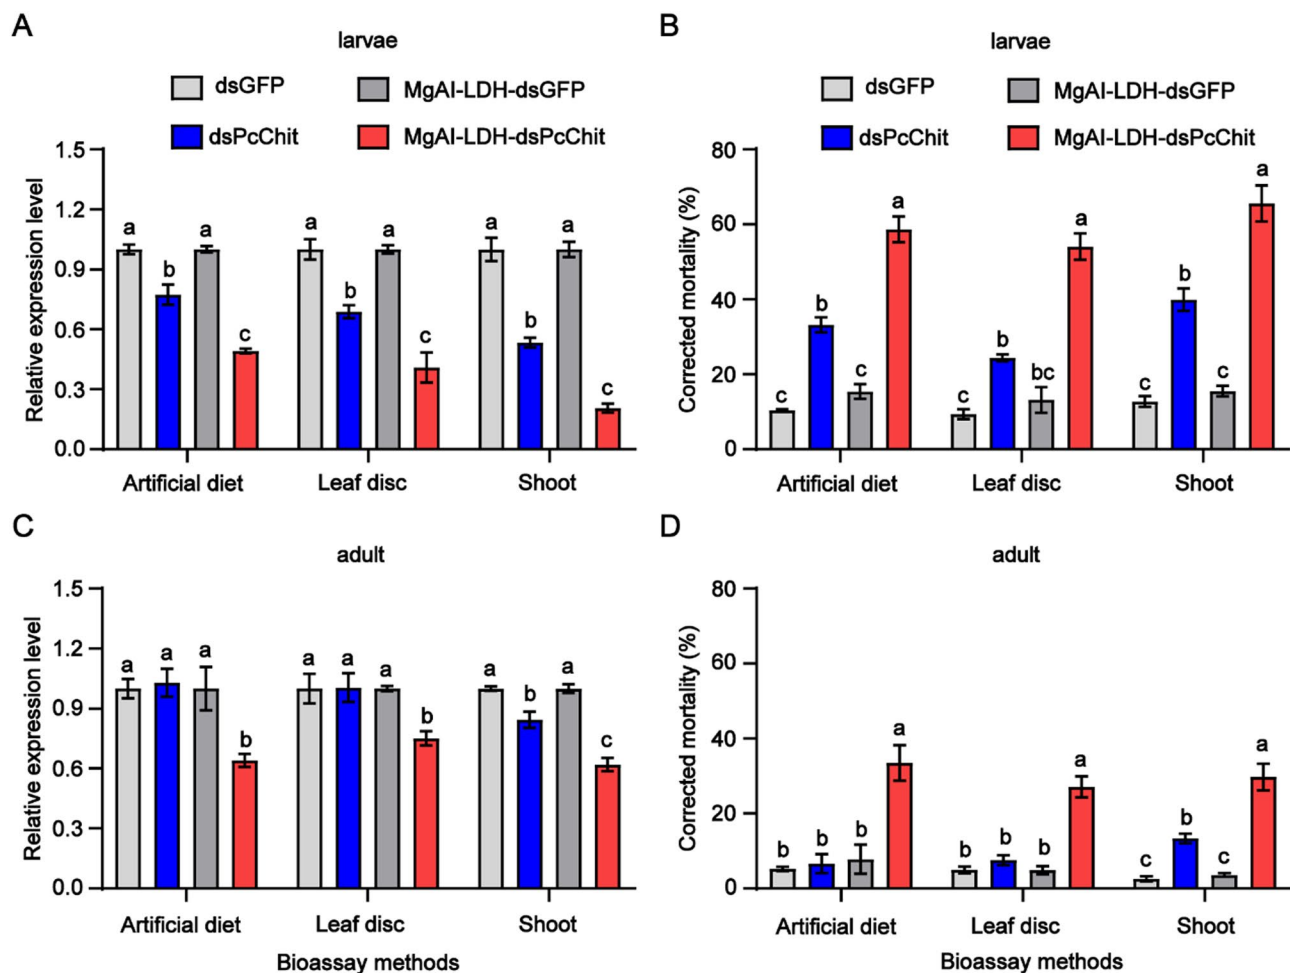 A
larvae
dsGFP
MgAl-LDH-dsGFP
dsPcChit
MgAl-LDH-dsPcChit
Relative expression level
1.5
1.2
0.9
0.6
0.3
0.0
a
b
a
c
a
b
a
c
a
b
a
c
Artificial diet
Leaf disc
Shoot
B
larvae
dsGFP
MgAl-LDH-dsGFP
dsPcChit
MgAl-LDH-dsPcChit
Corrected mortality (%)
80
60
40
20
0
c
b
c
a
c
b
bc
a
c
b
c
a
Artificial diet
Leaf disc
Shoot
C
adult
Relative expression level
1.5
1.2
0.9
0.6
0.3
0.0
a
a
a
b
a
a
a
b
a
b
a
c
Artificial diet
Leaf disc
Shoot
Bioassay methods
D
adult
Corrected mortality (%)
80
60
40
20
0
b
b
b
a
b
b
b
a
c
b
c
a
Artificial diet
Leaf disc
Shoot
Bioassay methods